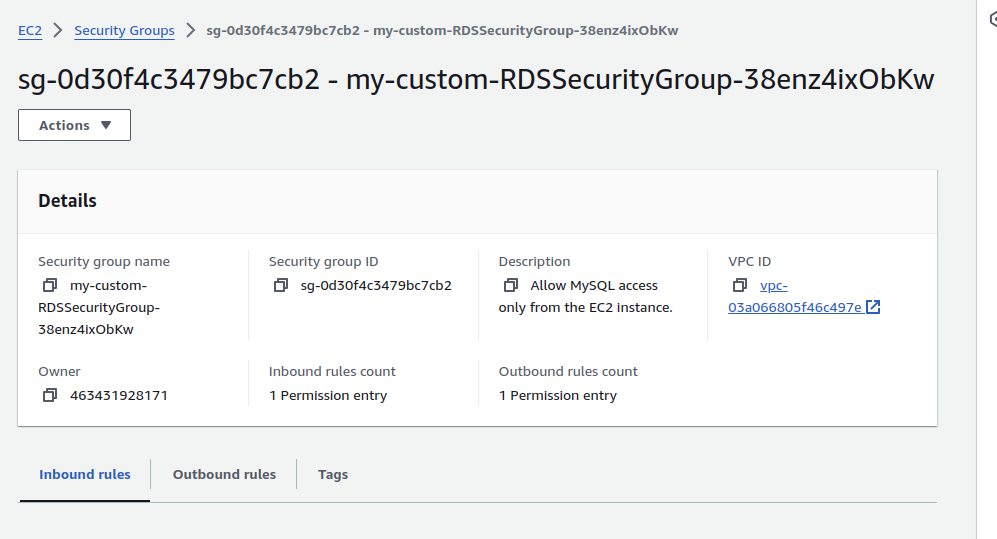 EC2 > Security Groups > sg-0d30f4c3479bc7cb2 - my-custom-RDSSecurityGroup-38enz4ixObKw
sg-0d30f4c3479bc7cb2 - my-custom-RDSSecurityGroup-38enz4ixObKw
Actions ▼
Details
Security group name
my-custom-
RDSSecurityGroup-
38enz4ixObKw
Security group ID
sg-0d30f4c3479bc7cb2
Description
Allow MySQL access
only from the EC2 instance.
VPC ID
vpc-
03a066805f46c497e
Owner
463431928171
Inbound rules count
1 Permission entry
Outbound rules count
1 Permission entry
Inbound rules
Outbound rules
Tags